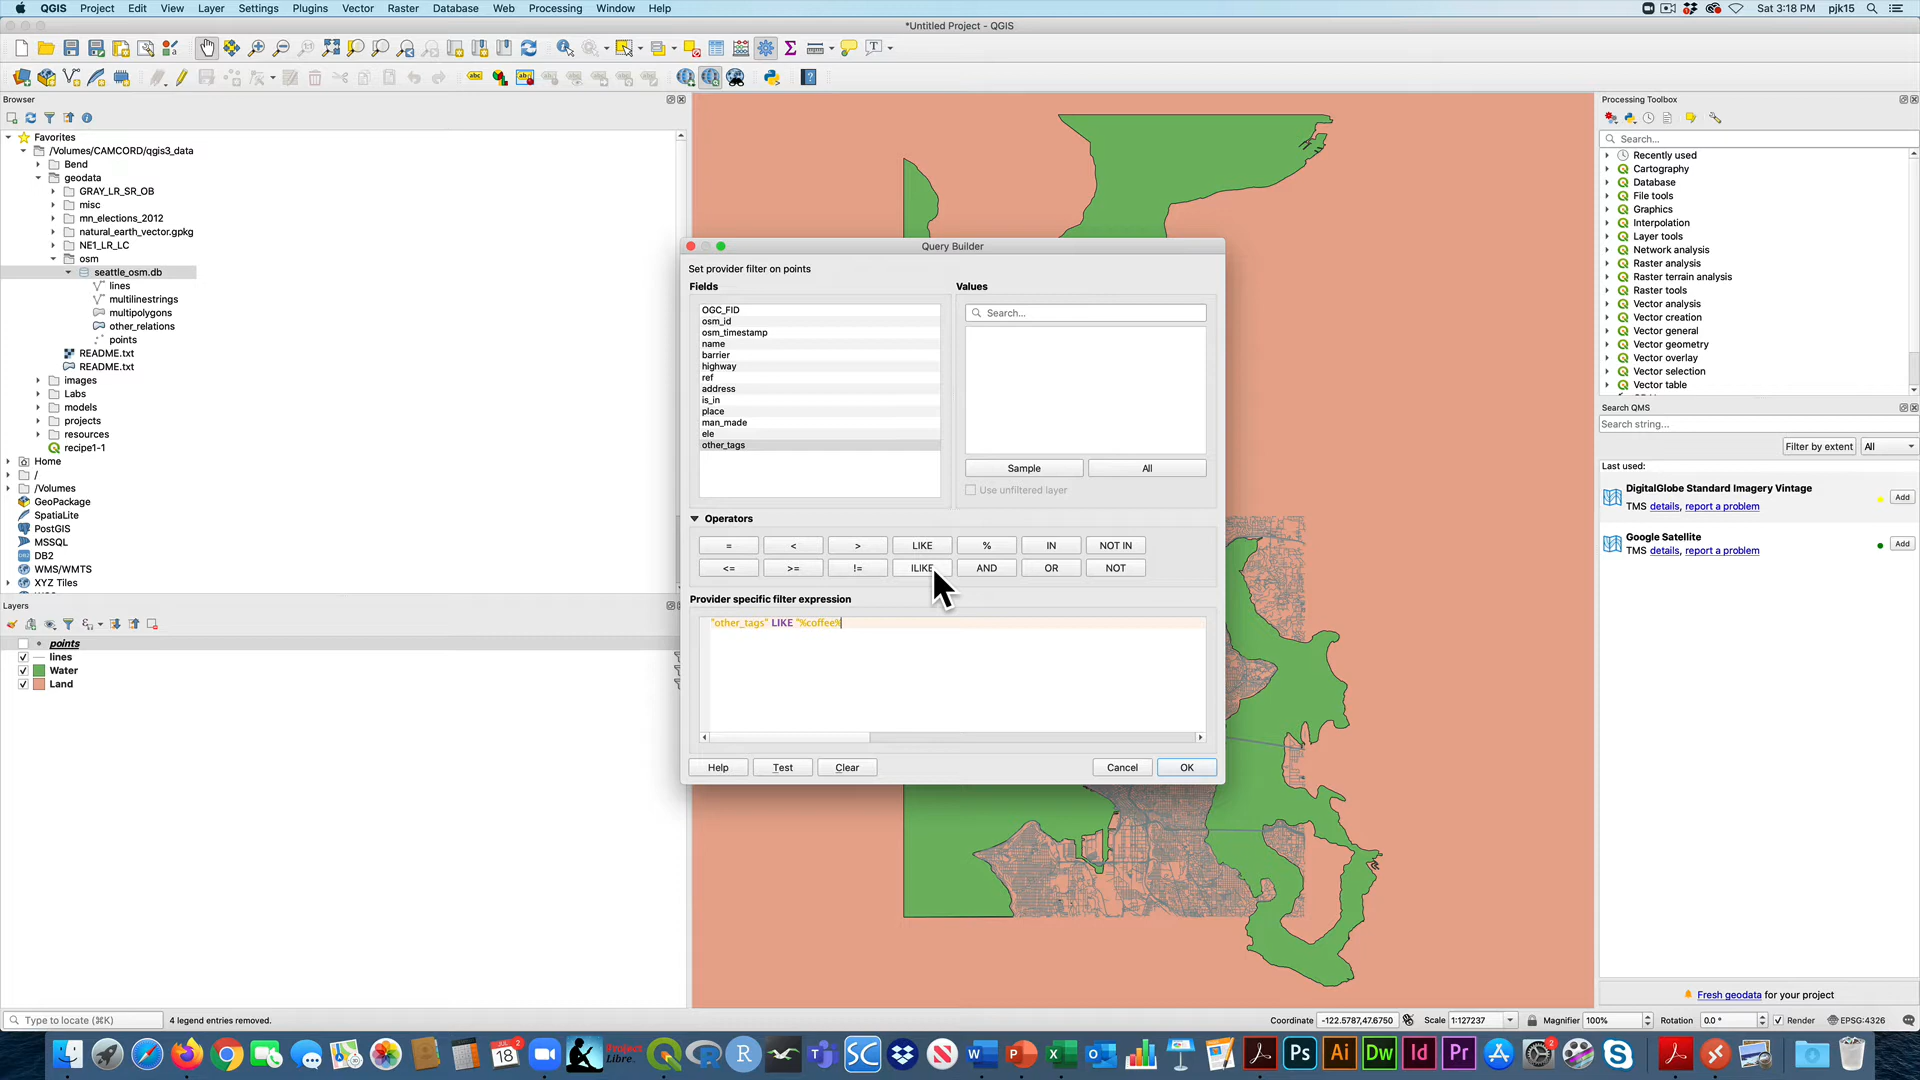 QGIS Project Edit View Layer Settings Plugins Vector Raster Database Web Processing Window Help
Sat 3:18 PM pjk15
*Untitled Project - QGIS
Browser
Favorites
/Volumes/CAMCORD/qgis3_data
Bend
geodata
GRAY_LR_SR_OB
misc
mn_elections_2012
natural_earth_vector.gpkg
NE1_LR_LC
osm
seattle_osm.db
lines
multilinestrings
multipolygons
other_relations
points
README.txt
README.txt
images
Labs
models
projects
resources
recipe1-1
Home
/
/Volumes
GeoPackage
SpatiaLite
PostGIS
MSSQL
DB2
WMS/WMTS
XYZ Tiles
Layers
points
lines
Water
Land
Query Builder
Set provider filter on points
Fields
OGC_FID
osm_id
osm_timestamp
name
barrier
highway
ref
address
is_in
place
man_made
ele
other_tags
Values
Search...
Sample All
Use unfiltered layer
Operators
= < > LIKE % IN NOT IN
<= >= != ILIKE AND OR NOT
Provider specific filter expression
"other_tags" LIKE "%coffee%
Help Test Clear Cancel OK
Processing Toolbox
Search...
Recently used
Cartography
Database
File tools
Graphics
Interpolation
Layer tools
Network analysis
Raster analysis
Raster terrain analysis
Raster tools
Vector analysis
Vector creation
Vector general
Vector geometry
Vector overlay
Vector selection
Vector table
Search QMS
Search string...
Filter by extent All
Last used:
DigitalGlobe Standard Imagery Vintage
TMS details, report a problem
Add
Google Satellite
TMS details, report a problem
Add
Fresh geodata for your project
Type to locate (⌘K) 4 legend entries removed. Coordinate -122.5787,47.6750 Scale 1:127237 Magnifier 100% Rotation 0.0 ° Render EPSG:4326